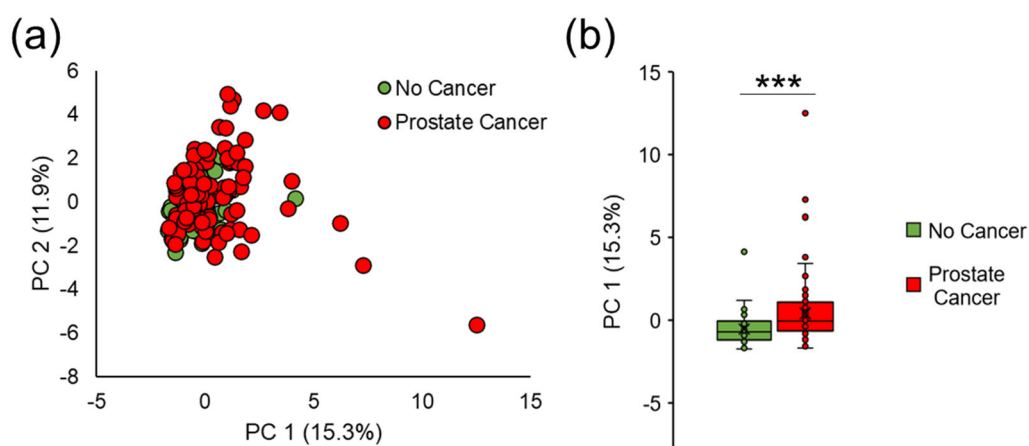 (a)
6
4
2
0
-2
-4
-6
-8
PC 2 (11.9%)
-5 0 5 10 15
PC 1 (15.3%)
No Cancer
Prostate Cancer
(b)
15
10
5
0
-5
PC 1 (15.3%)
***
No Cancer
Prostate
Cancer